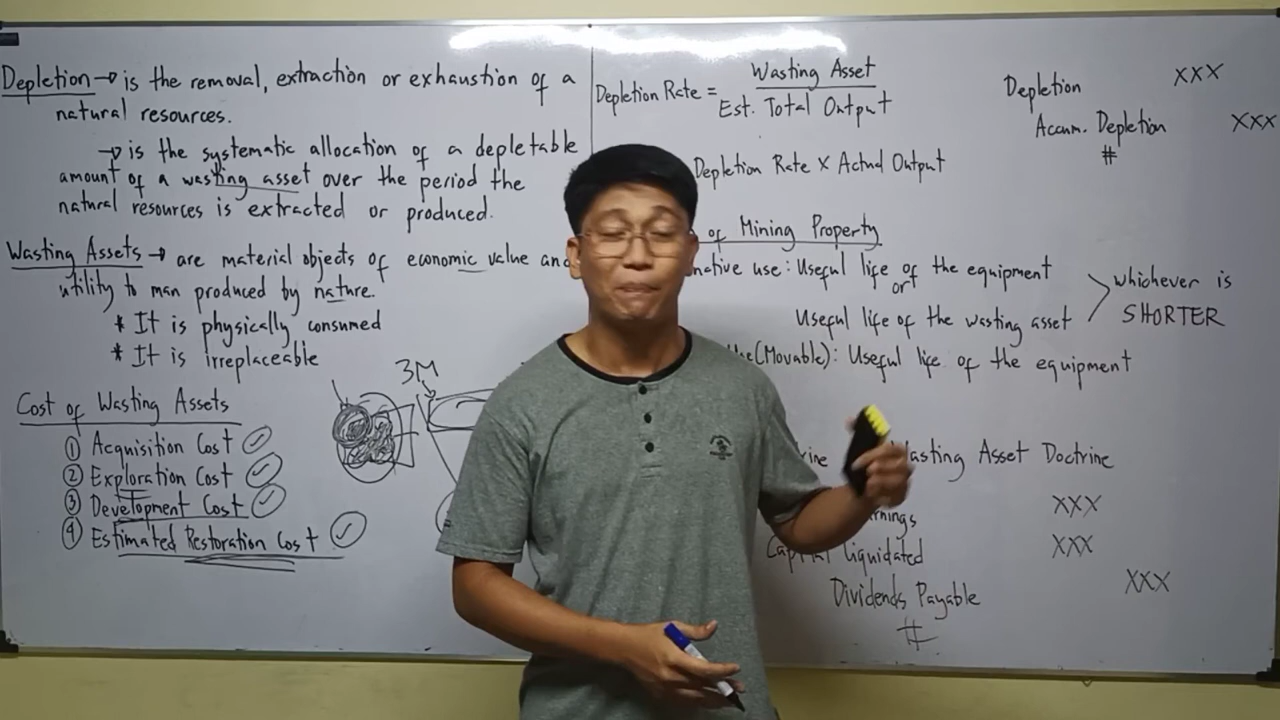 Depletion → is the removal, extraction or exhaustion of a
natural resources.
→ is the systematic allocation of a depletable
amount of a wasting asset over the period the
natural resources is extracted or produced.
Wasting Assets → are material objects of economic value and
utility to man produced by nature.
* It is physically consumed
* It is irreplaceable
Cost of Wasting Assets
① Acquisition Cost
② Exploration Cost
③ Development Cost
④ Estimated Restoration Cost
3M
Depletion Rate = Wasting Asset
Est. Total Output
Depletion Rate X Actual Output
of Mining Property
use: Useful life of the equipment
or
Useful life of the wasting asset
whichever is
SHORTER
(Movable): Useful life of the equipment
Asset Doctrine
XXX
Capital Liquidated XXX
Dividends Payable XXX
#
Depletion XXX
Accum. Depletion XXX
#